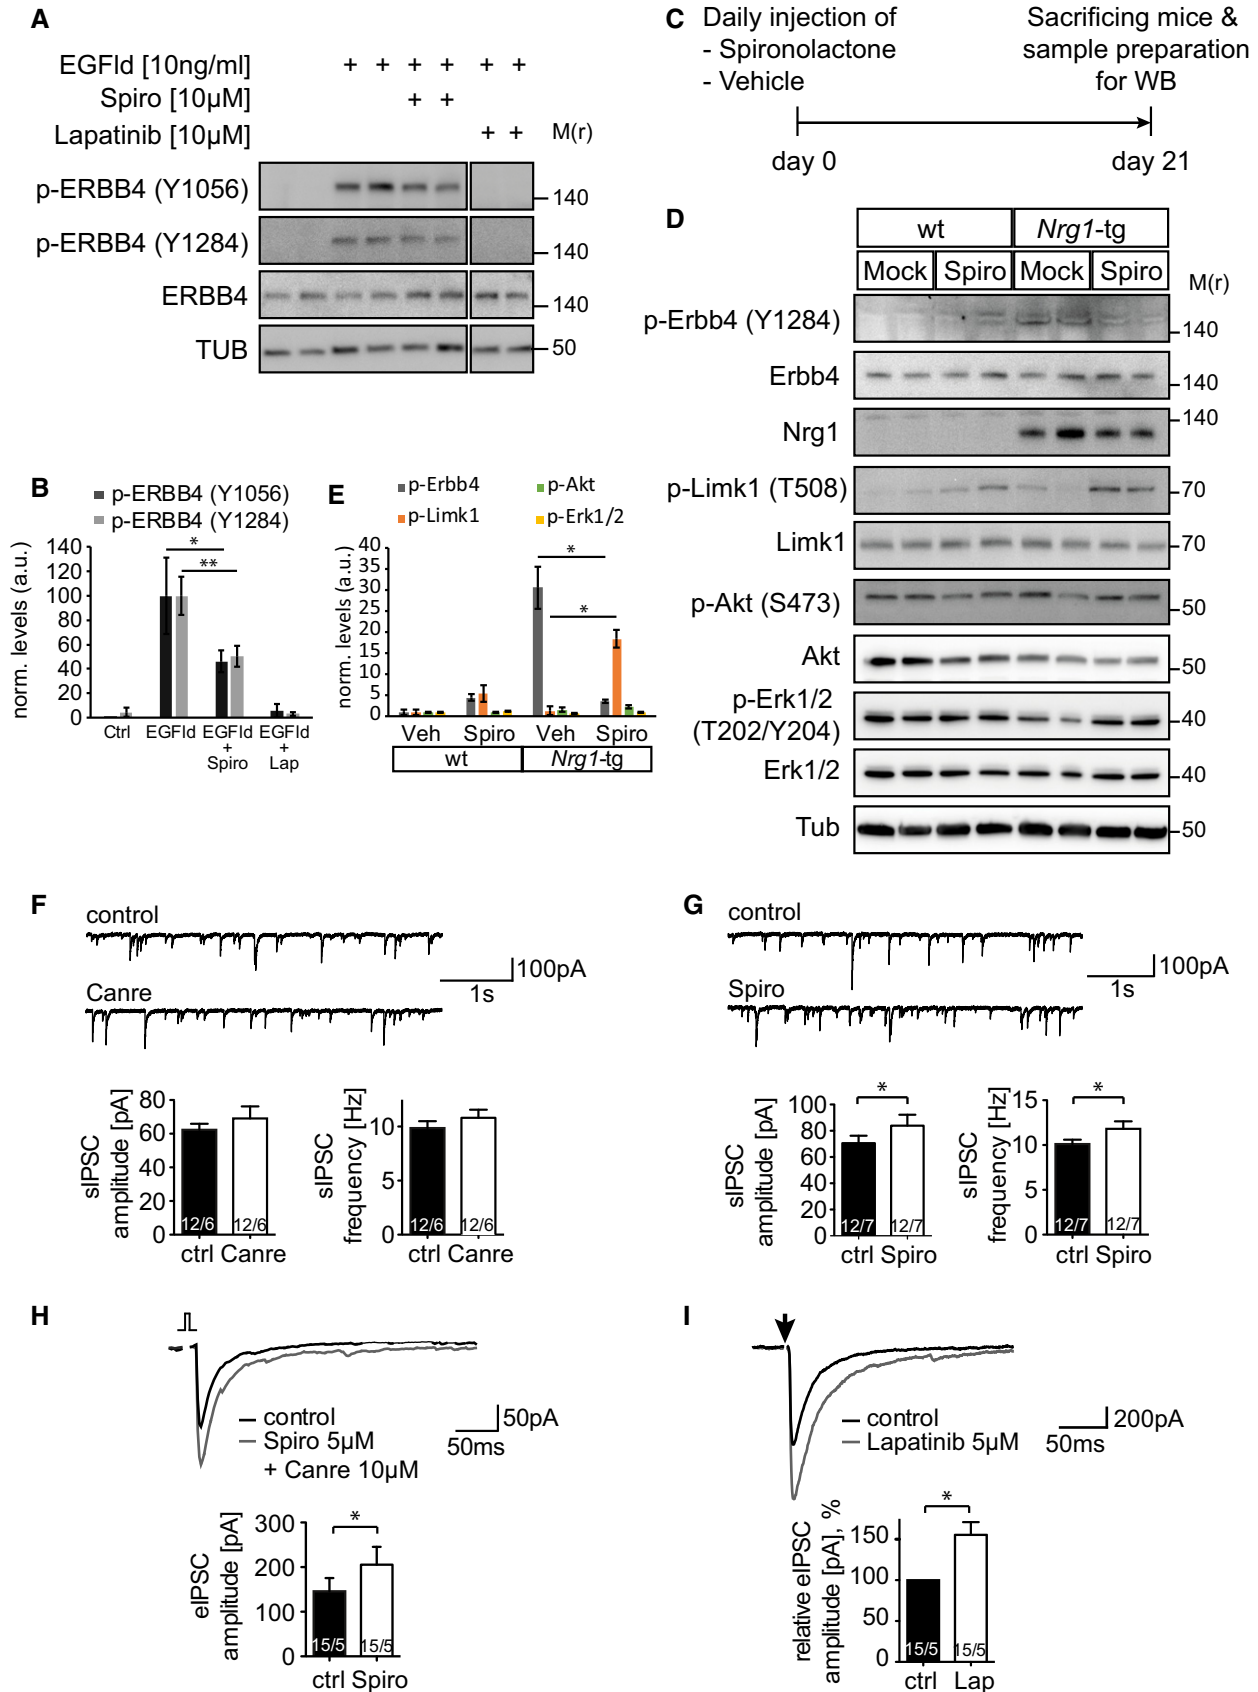 A
EGFld [10ng/ml] + + + + + +
Spiro [10µM] + +
Lapatinib [10µM] + + M(r)
p-ERBB4 (Y1056) 140
p-ERBB4 (Y1284) 140
ERBB4 140
TUB 50
B
p-ERBB4 (Y1056)
p-ERBB4 (Y1284)
norm. levels (a.u.)
140
120
100
80
60
40
20
0
*
**
Ctrl EGFld EGFld + Spiro EGFld + Lap
C
Daily injection of
- Spironolactone
- Vehicle
Sacrificing mice &
sample preparation
for WB
day 0 day 21
D
wt Nrg1-tg
Mock Spiro Mock Spiro M(r)
p-Erbb4 (Y1284) 140
Erbb4 140
Nrg1 140
p-Limk1 (T508) 70
Limk1 70
p-Akt (S473) 50
Akt 50
p-Erk1/2
(T202/Y204) 40
Erk1/2 40
Tub 50
E
p-Erbb4 p-Akt
p-Limk1 p-Erk1/2
norm. levels (a.u.)
40
35
30
25
20
15
10
5
0
*
*
Veh Spiro Veh Spiro
wt Nrg1-tg
F
control
100pA
1s
Canre
sIPSC
amplitude [pA]
80
60
40
20
0
12/6 12/6
ctrl Canre
sIPSC
frequency [Hz]
10
5
0
12/6 12/6
ctrl Canre
G
control
100pA
1s
Spiro
sIPSC
amplitude [pA]
100
80
60
40
20
0
*
12/7 12/7
ctrl Spiro
sIPSC
frequency [Hz]
15
10
5
0
*
12/7 12/7
ctrl Spiro
H
control
Spiro 5µM
+ Canre 10µM
50pA
50ms
eIPSC
amplitude [pA]
300
200
100
0
*
15/5 15/5
ctrl Spiro
I
control
Lapatinib 5µM
200pA
50ms
relative eIPSC
amplitude [pA], %
150
100
50
0
*
15/5 15/5
ctrl Lap